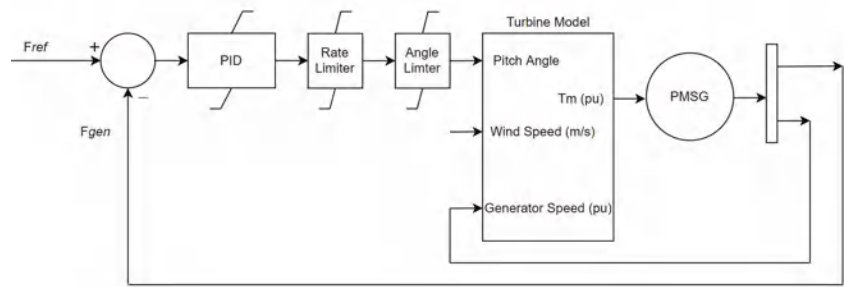 Turbine Model
Fref
+
PID
Rate
Limiter
Angle
Limter
Pitch Angle
Tm (pu)
PMSG
_
Fgen
Wind Speed (m/s)
Generator Speed (pu)